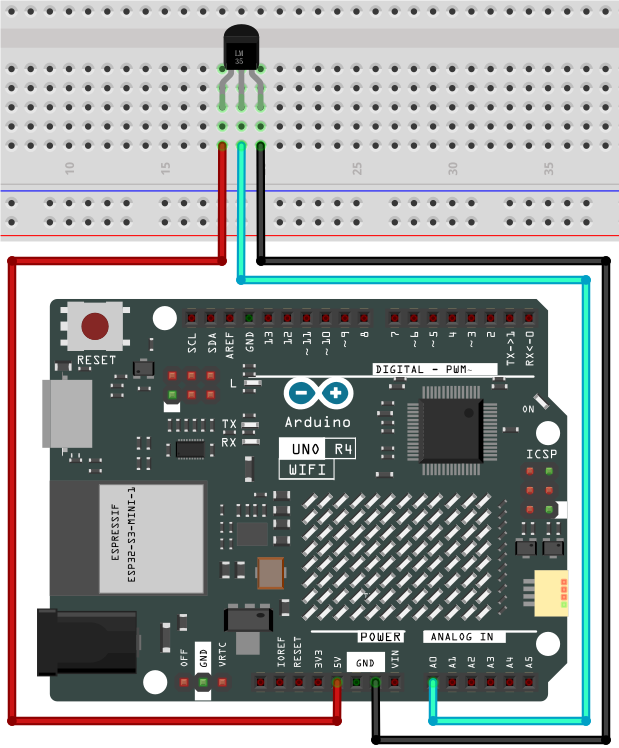 LM
35
10
15
25
30
35
RESET
SCL
SDA
AREF
GND
13
12
~11
~10
~9
8
7
~6
~5
4
~3
2
TX->1
RX<-0
DIGITAL - PWM~
L
TX
RX
Arduino
UNO R4
WIFI
ON
ICSP
ESPRESSIF
ESP32-S3-MINI-1
POWER
ANALOG IN
OFF
GND
VRTC
IOREF
RESET
3V3
5V
GND
VIN
A0
A1
A2
A3
A4
A5